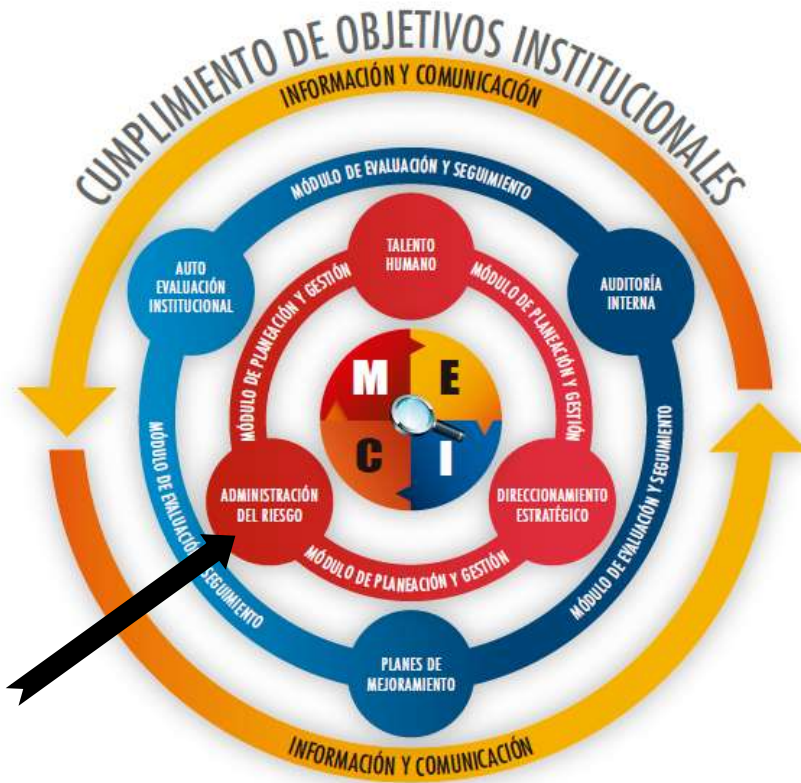 CUMPLIMIENTO DE OBJETIVOS INSTITUCIONALES
INFORMACIÓN Y COMUNICACIÓN
MÓDULO DE EVALUACIÓN Y SEGUIMIENTO
TALENTO
HUMANO
AUTO
EVALUACIÓN
INSTITUCIONAL
AUDITORÍA
INTERNA
MÓDULO DE PLANEACIÓN Y GESTIÓN
MÓDULO DE PLANEACIÓN Y GESTIÓN
M E
C I
MÓDULO DE EVALUACIÓN Y SEGUIMIENTO
MÓDULO DE EVALUACIÓN Y SEGUIMIENTO
ADMINISTRACIÓN
DEL RIESGO
DIRECCIONAMIENTO
ESTRATÉGICO
MÓDULO DE PLANEACIÓN Y GESTIÓN
PLANES DE
MEJORAMIENTO
INFORMACIÓN Y COMUNICACIÓN